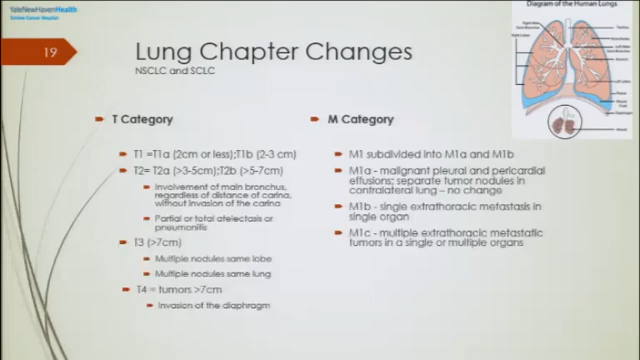 YaleNewHavenHealth
Smilow Cancer Hospital
19
Lung Chapter Changes
NSCLC and SCLC
T Category
T1 =T1a (2cm or less);T1b (2-3 cm)
T2= T2a (>3-5cm);T2b (>5-7cm)
Involvement of main bronchus,
regardless of distance of carina,
without invasion of the carina
Partial or total atelectasis or
pneumonitis
T3 (>7cm)
Multiple nodules same lobe
Multiple nodules same lung
T4 = tumors >7cm
Invasion of the diaphragm
M Category
M1 subdivided into M1a and M1b
M1a - malignant pleural and pericardial
effusions; separate tumor nodules in
contralateral lung – no change
M1b - single extrathoracic metastasis in
single organ
M1c - multiple extrathoracic metastatic
tumors in a single or multiple organs
Diagram of the Human Lungs